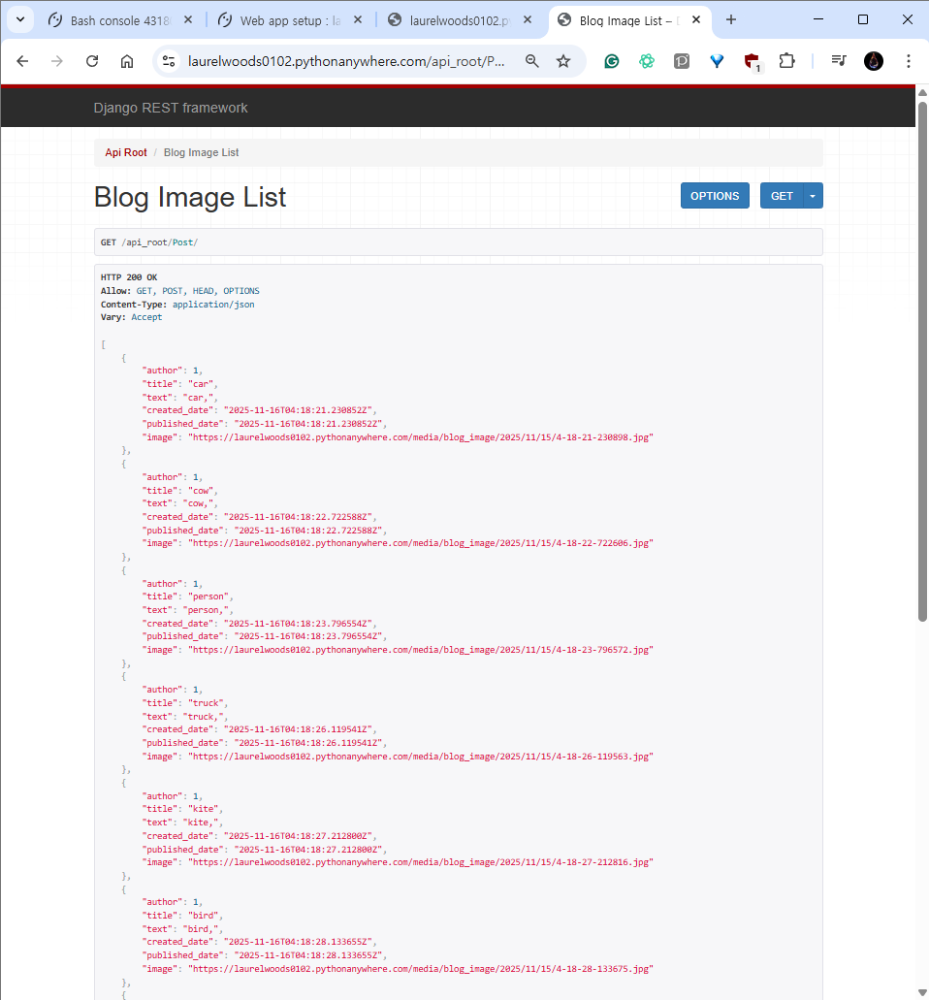 Bash console 4318
Web app setup : la
laurelwoods0102.py
Blog Image List – D
laurelwoods0102.pythonanywhere.com/api_root/P...
1
Django REST framework
Api Root / Blog Image List
Blog Image List
OPTIONS
GET
GET /api_root/Post/
HTTP 200 OK
Allow: GET, POST, HEAD, OPTIONS
Content-Type: application/json
Vary: Accept
[
{
"author": 1,
"title": "car",
"text": "car,",
"created_date": "2025-11-16T04:18:21.230852Z",
"published_date": "2025-11-16T04:18:21.230852Z",
"image": "https://laurelwoods0102.pythonanywhere.com/media/blog_image/2025/11/15/4-18-21-230898.jpg"
},
{
"author": 1,
"title": "cow",
"text": "cow,",
"created_date": "2025-11-16T04:18:22.722588Z",
"published_date": "2025-11-16T04:18:22.722588Z",
"image": "https://laurelwoods0102.pythonanywhere.com/media/blog_image/2025/11/15/4-18-22-722606.jpg"
},
{
"author": 1,
"title": "person",
"text": "person,",
"created_date": "2025-11-16T04:18:23.796554Z",
"published_date": "2025-11-16T04:18:23.796554Z",
"image": "https://laurelwoods0102.pythonanywhere.com/media/blog_image/2025/11/15/4-18-23-796572.jpg"
},
{
"author": 1,
"title": "truck",
"text": "truck,",
"created_date": "2025-11-16T04:18:26.119541Z",
"published_date": "2025-11-16T04:18:26.119541Z",
"image": "https://laurelwoods0102.pythonanywhere.com/media/blog_image/2025/11/15/4-18-26-119563.jpg"
},
{
"author": 1,
"title": "kite",
"text": "kite,",
"created_date": "2025-11-16T04:18:27.212800Z",
"published_date": "2025-11-16T04:18:27.212800Z",
"image": "https://laurelwoods0102.pythonanywhere.com/media/blog_image/2025/11/15/4-18-27-212816.jpg"
},
{
"author": 1,
"title": "bird",
"text": "bird,",
"created_date": "2025-11-16T04:18:28.133655Z",
"published_date": "2025-11-16T04:18:28.133655Z",
"image": "https://laurelwoods0102.pythonanywhere.com/media/blog_image/2025/11/15/4-18-28-133675.jpg"
},
{